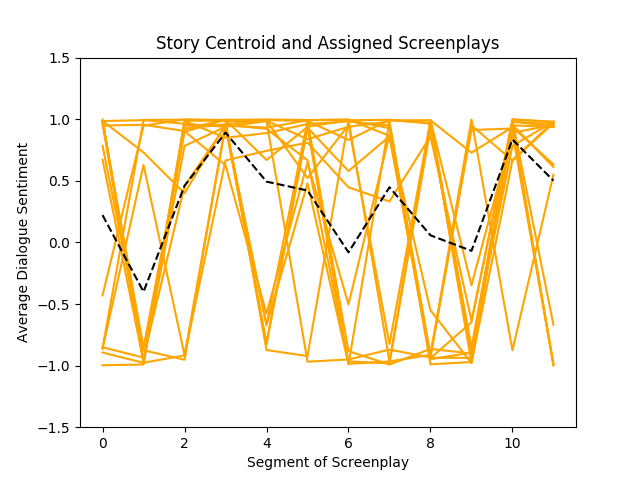 Story Centroid and Assigned Screenplays
1.5
1.0
0.5
0.0
−0.5
−1.0
−1.5
Average Dialogue Sentiment
0 2 4 6 8 10
Segment of Screenplay